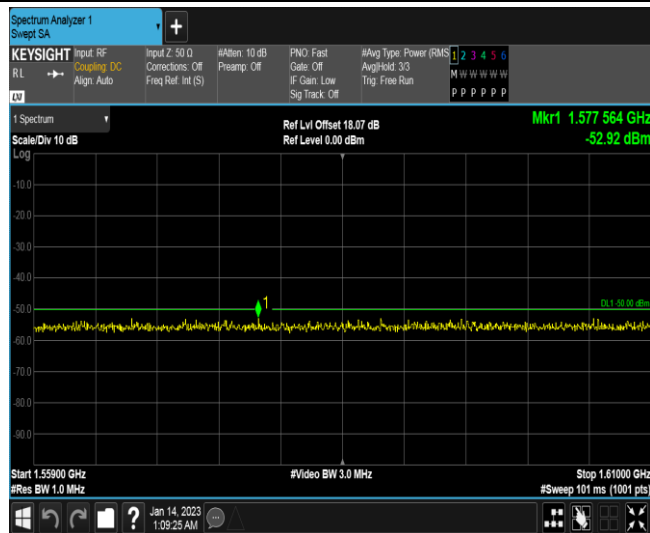 Spectrum Analyzer 1
Swept SA
KEYSIGHT
RL
LXI
Input: RF
Coupling: DC
Align: Auto
Input Z: 50 Ω
Corrections: Off
Freq Ref: Int (S)
#Atten: 10 dB
Preamp: Off
PNO: Fast
Gate: Off
IF Gain: Low
Sig Track: Off
#Avg Type: Power (RMS
Avg|Hold: 3/3
Trig: Free Run
1 2 3 4 5 6
M W W W W W
P P P P P P
1 Spectrum
Scale/Div 10 dB
Log
Ref Lvl Offset 18.07 dB
Ref Level 0.00 dBm
Mkr1 1.577 564 GHz
-52.92 dBm
-10.0
-20.0
-30.0
-40.0
1
DL1 -50.00 dBm
-50.0
-60.0
-70.0
-80.0
-90.0
Start 1.55900 GHz
#Res BW 1.0 MHz
#Video BW 3.0 MHz
Stop 1.61000 GHz
#Sweep 101 ms (1001 pts)
?
Jan 14, 2023
1:09:25 AM